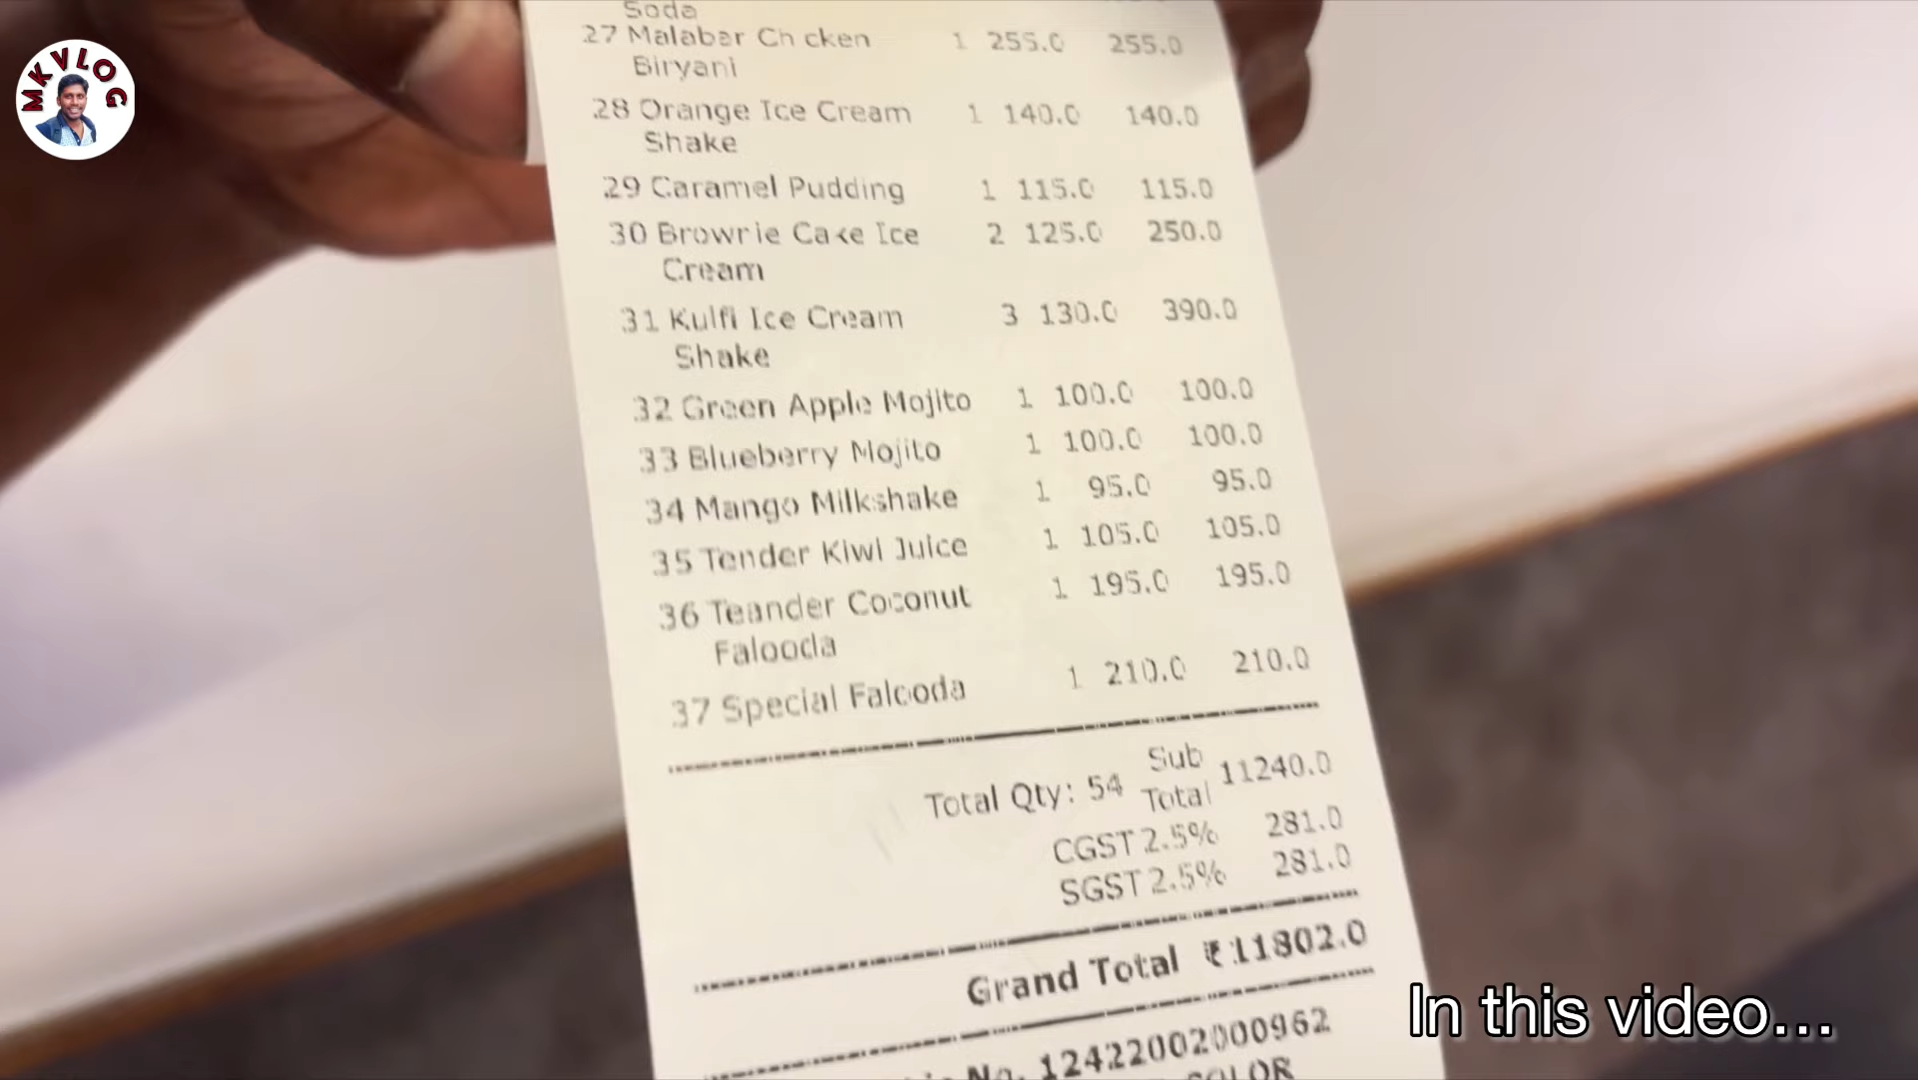 MKVLOG
Soda
27 Malabar Ch cken 1 255.0 255.0
Biryani
28 Orange Ice Cream 1 140.0 140.0
Shake
29 Caramel Pudding 1 115.0 115.0
30 Brownie Cake Ice 2 125.0 250.0
Cream
31 Kulfi Ice Cream 3 130.0 390.0
Shake
32 Green Apple Mojito 1 100.0 100.0
33 Blueberry Mojito 1 100.0 100.0
34 Mango Milkshake 1 95.0 95.0
35 Tender Kiwi Juice 1 105.0 105.0
36 Teander Coconut 1 195.0 195.0
Falooda
37 Special Falooda 1 210.0 210.0
Total Qty: 54 Sub Total 11240.0
CGST 2.5% 281.0
SGST 2.5% 281.0
Grand Total ₹11802.0
No. 12422002000962
In this video...